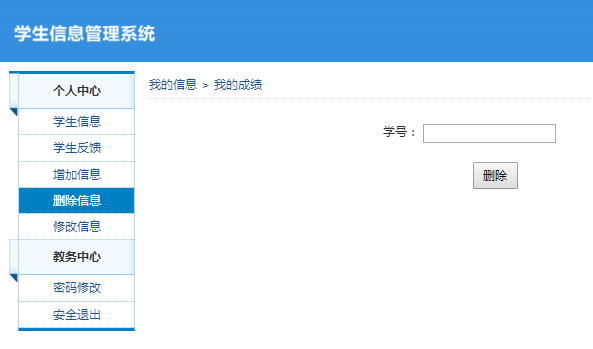 学生信息管理系统
个人中心
学生信息
学生反馈
增加信息
删除信息
修改信息
教务中心
密码修改
安全退出
我的信息 > 我的成绩
学号：
删除